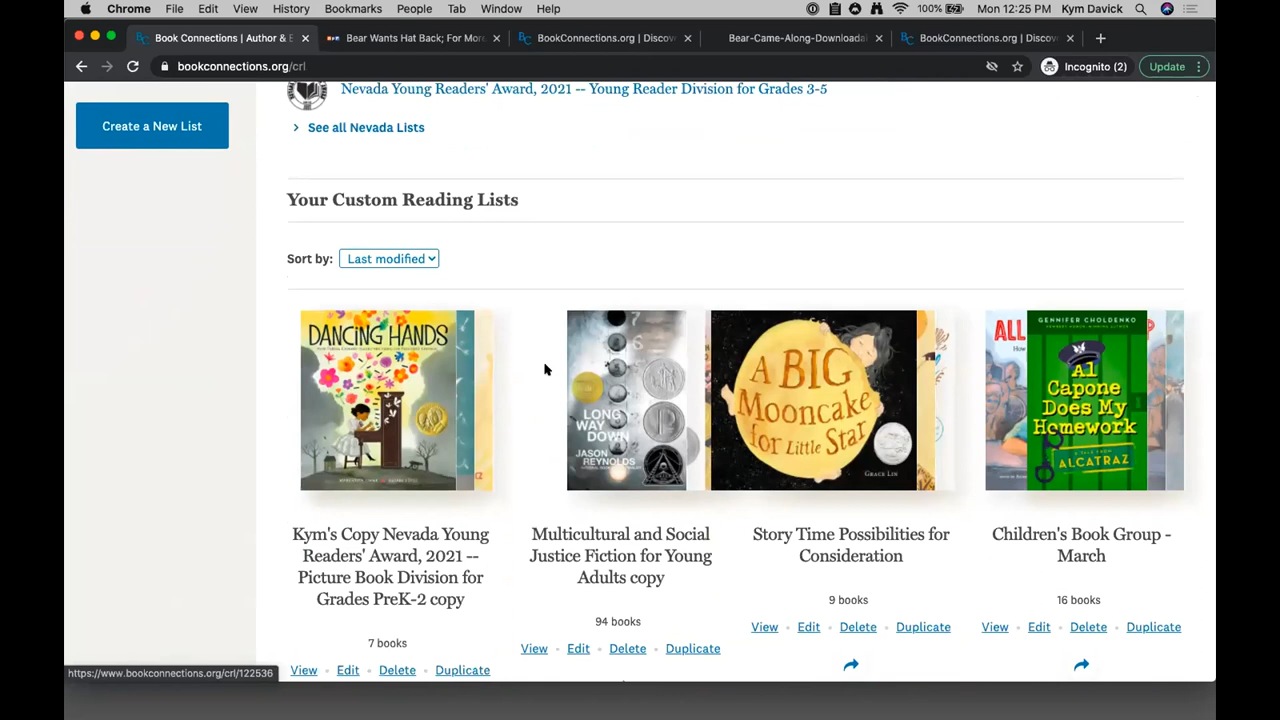 Chrome File Edit View History Bookmarks People Tab Window Help 100% Mon 12:25 PM Kym Davick
Book Connections | Author & E Bear Wants Hat Back; For More BookConnections.org | Discov Bear-Came-Along-Downloada BookConnections.org | Discov
bookconnections.org/crl Incognito (2) Update
Create a New List
Nevada Young Readers' Award, 2021 -- Young Reader Division for Grades 3-5
See all Nevada Lists
Your Custom Reading Lists
Sort by: Last modified
DANCING HANDS
LONG
WAY
DOWN
JASON
REYNOLDS
A BIG
Mooncake
for Little Star
GRACE LIN
ALL
GENNIFER CHOLDENKO
Al
Capone
Does My
Homework
ALCATRAZ
Kym's Copy Nevada Young
Readers' Award, 2021 --
Picture Book Division for
Grades PreK-2 copy
7 books
View Edit Delete Duplicate
Multicultural and Social
Justice Fiction for Young
Adults copy
94 books
View Edit Delete Duplicate
Story Time Possibilities for
Consideration
9 books
View Edit Delete Duplicate
Children's Book Group -
March
16 books
View Edit Delete Duplicate
https://www.bookconnections.org/crl/122536